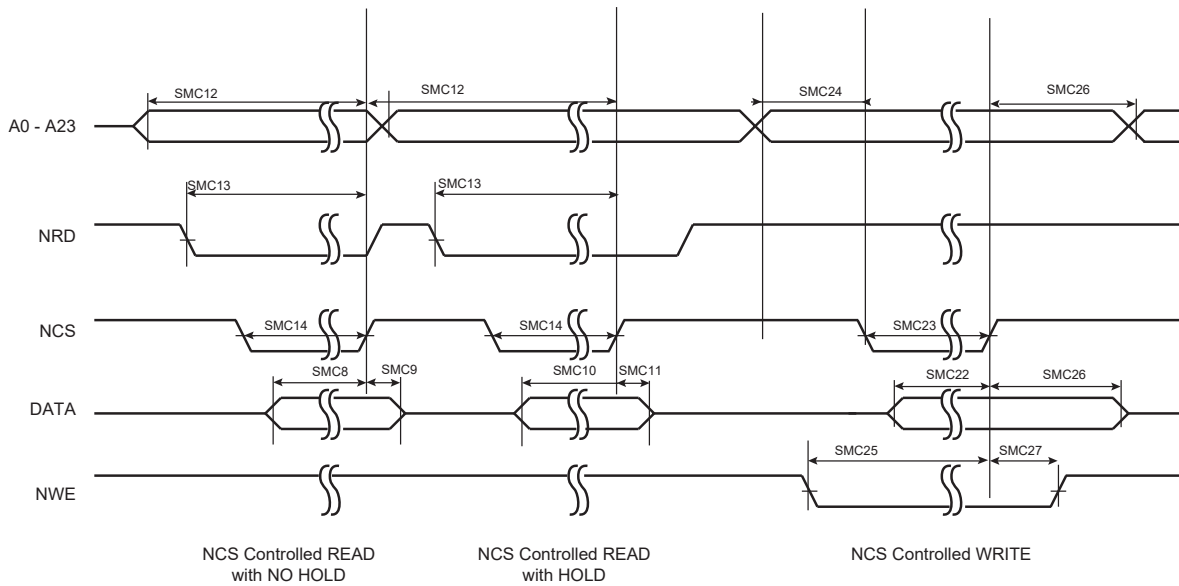 SMC12
SMC12
SMC24
SMC26
A0 - A23
SMC13
SMC13
NRD
NCS
SMC14
SMC14
SMC23
SMC8
SMC9
SMC10
SMC11
SMC22
SMC26
DATA
SMC25
SMC27
NWE
NCS Controlled READ
with NO HOLD
NCS Controlled READ
with HOLD
NCS Controlled WRITE